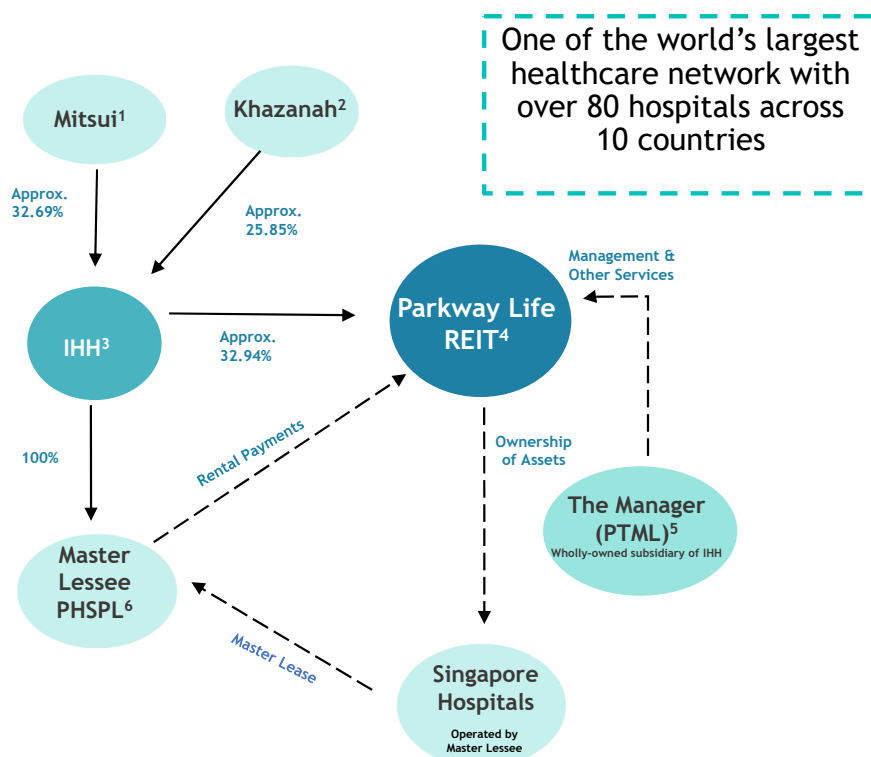 One of the world’s largest
healthcare network with
over 80 hospitals across
10 countries
Mitsui1
Khazanah2
Approx.
32.69%
Approx.
25.85%
Management &
Other Services
Parkway Life
REIT4
IHH3
Approx.
32.94%
Rental Payments
100%
Ownership
of Assets
The Manager
(PTML)5
Wholly-owned subsidiary of IHH
Master
Lessee
PHSPL6
Master Lease
Singapore
Hospitals
Operated by
Master Lessee